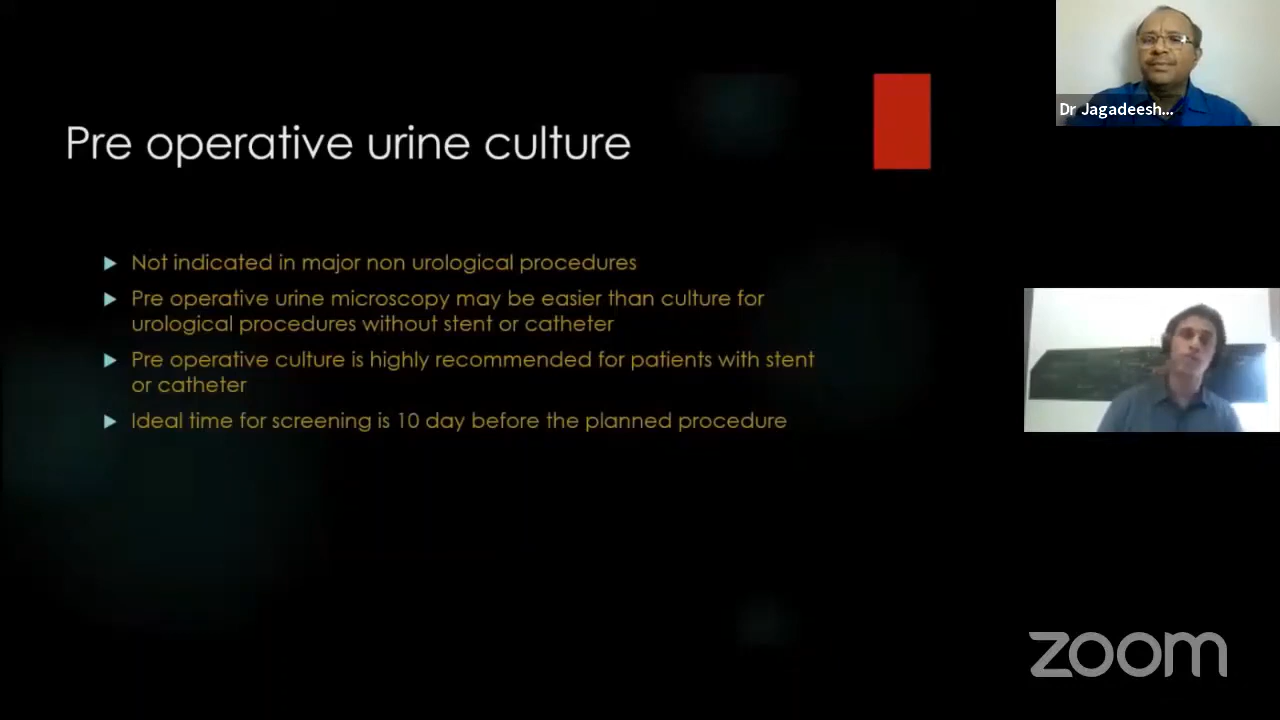 Pre operative urine culture
Not indicated in major non urological procedures
Pre operative urine microscopy may be easier than culture for
urological procedures without stent or catheter
Pre operative culture is highly recommended for patients with stent
or catheter
Ideal time for screening is 10 day before the planned procedure
Dr Jagadeesh...
zoom